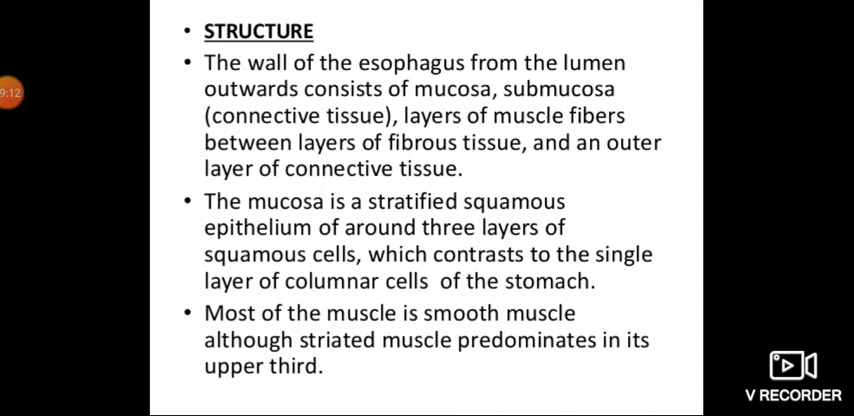 • STRUCTURE
• The wall of the esophagus from the lumen
outwards consists of mucosa, submucosa
(connective tissue), layers of muscle fibers
between layers of fibrous tissue, and an outer
layer of connective tissue.
• The mucosa is a stratified squamous
epithelium of around three layers of
squamous cells, which contrasts to the single
layer of columnar cells of the stomach.
• Most of the muscle is smooth muscle
although striated muscle predominates in its
upper third.
9:12
V RECORDER